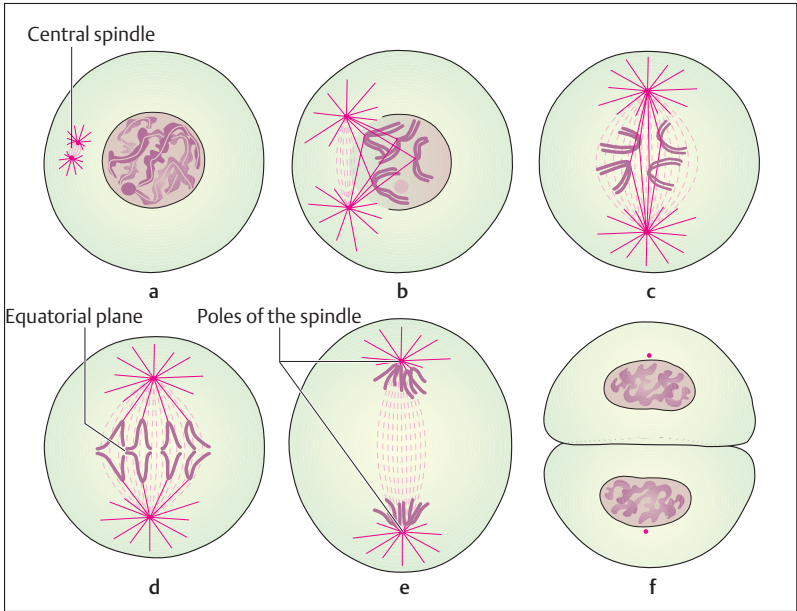 Central spindle
a
b
c
Equatorial plane
Poles of the spindle
d
e
f